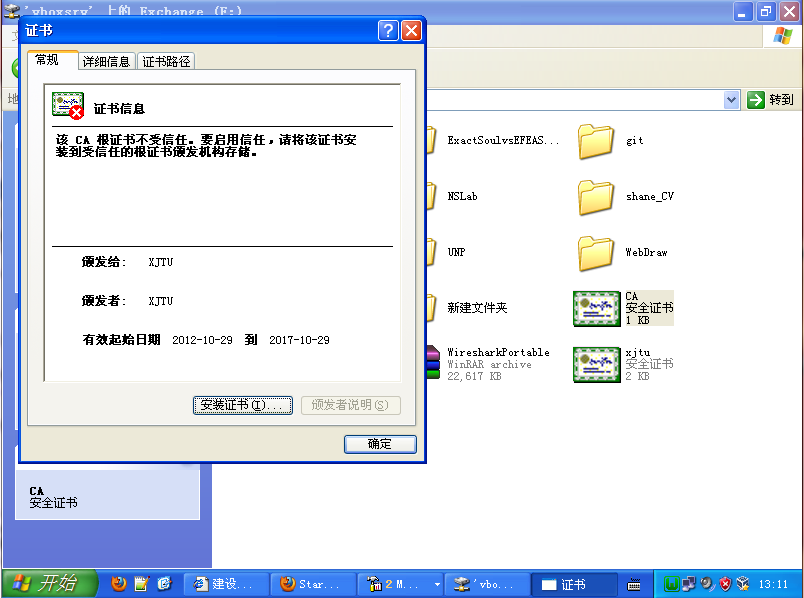 'vboxsrv' 上的 Exchange (E:)
证书
常规
详细信息
证书路径
证书信息
该 CA 根证书不受信任。要启用信任，请将该证书安
装到受信任的根证书颁发机构存储。
颁发给: XJTU
颁发者: XJTU
有效起始日期 2012-10-29 到 2017-10-29
安装证书(I)...
颁发者说明(S)
确定
转到
ExactSoulvsEFEAS...
git
NSLab
shane_CV
UNP
WebDraw
新建文件夹
CA
安全证书
1 KB
WiresharkPortable
WinRAR archive
22,617 KB
xjtu
安全证书
2 KB
CA
安全证书
开始
建设...
Star...
2 M...
'vbo...
证书
13:11